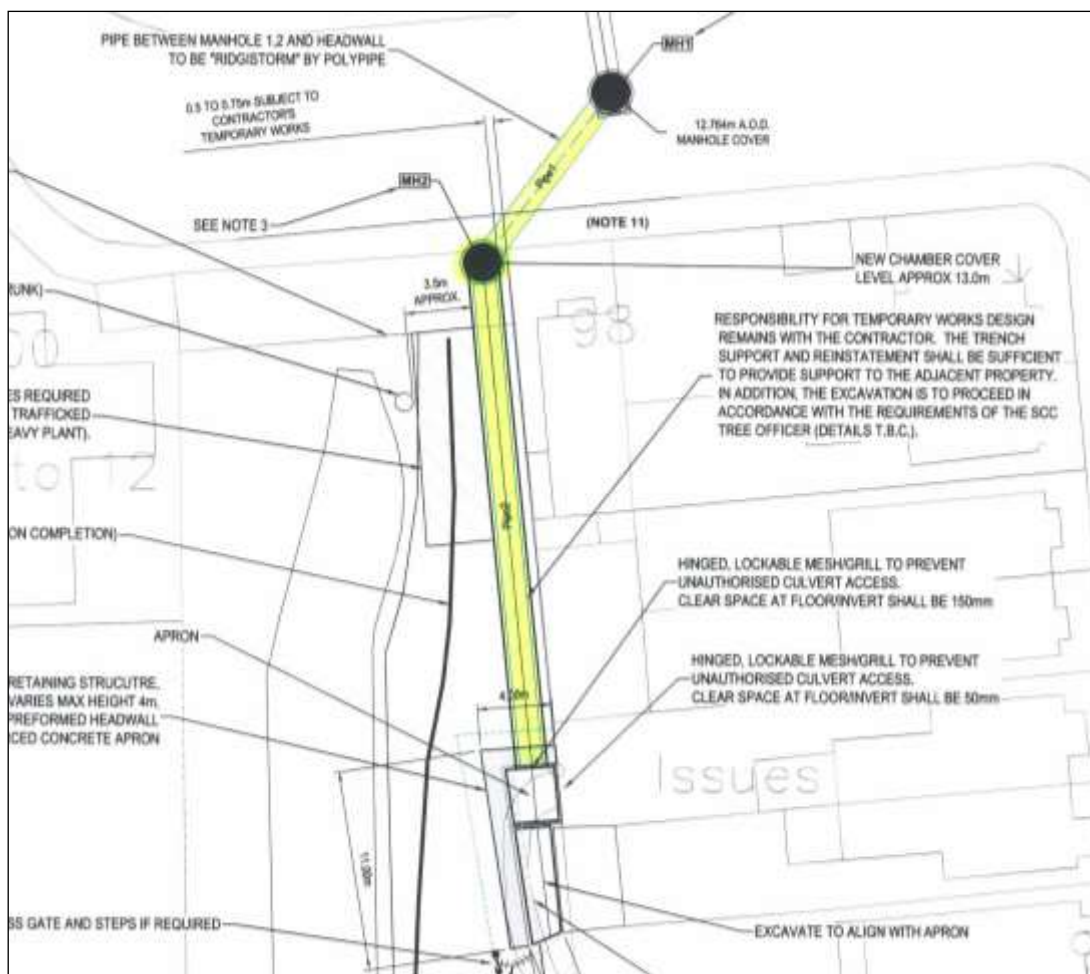 PIPE BETWEEN MANHOLE 1,2 AND HEADWALL
TO BE "RIDGISTORM" BY POLYPIPE
MH1
0.5 TO 0.75m SUBJECT TO
CONTRACTOR'S
TEMPORARY WORKS
12.764m A.O.D.
MANHOLE COVER
Pipe1
MH2
SEE NOTE 3
(NOTE 11)
NEW CHAMBER COVER
LEVEL APPROX 13.0m
3.5m
APPROX.
RUNK)
98
00
RESPONSIBILITY FOR TEMPORARY WORKS DESIGN
REMAINS WITH THE CONTRACTOR. THE TRENCH
SUPPORT AND REINSTATEMENT SHALL BE SUFFICIENT
TO PROVIDE SUPPORT TO THE ADJACENT PROPERTY.
IN ADDITION, THE EXCAVATION IS TO PROCEED IN
ACCORDANCE WITH THE REQUIREMENTS OF THE SCC
TREE OFFICER (DETAILS T.B.C.).
ES REQUIRED
TRAFFICKED
EAVY PLANT).
to 12
Pipe2
ON COMPLETION)
HINGED, LOCKABLE MESH/GRILL TO PREVENT
UNAUTHORISED CULVERT ACCESS.
CLEAR SPACE AT FLOOR/INVERT SHALL BE 150mm
APRON
HINGED, LOCKABLE MESH/GRILL TO PREVENT
UNAUTHORISED CULVERT ACCESS.
CLEAR SPACE AT FLOOR/INVERT SHALL BE 50mm
RETAINING STRUCUTRE,
VARIES MAX HEIGHT 4m,
PREFORMED HEADWALL
CED CONCRETE APRON
Issues
11.00m
SS GATE AND STEPS IF REQUIRED
EXCAVATE TO ALIGN WITH APRON